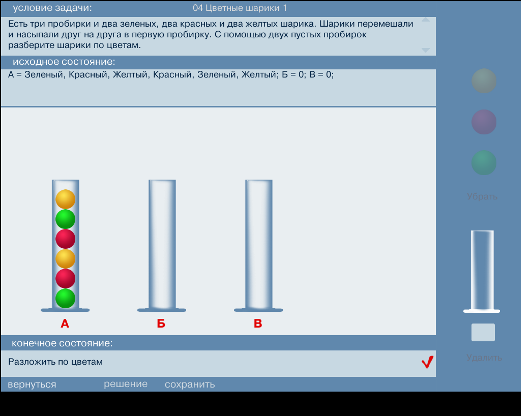 условие задачи: 04 Цветные шарики 1
Есть три пробирки и два зеленых, два красных и два желтых шарика. Шарики перемешали
и насыпали друг на друга в первую пробирку. С помощью двух пустых пробирок
разберите шарики по цветам.
исходное состояние:
А = Зеленый, Красный, Желтый, Красный, Зеленый, Желтый; Б = 0; В = 0;
Убрать
А Б В
Удалить
конечное состояние:
Разложить по цветам
вернуться решение сохранить